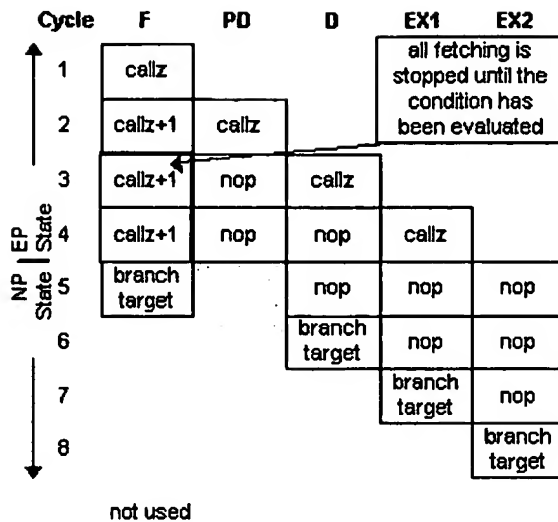 Cycle F PD D EX1 EX2
all fetching is
stopped until the
condition has
been evaluated
1 callz
2 callz+1 callz
3 callz+1 nop callz
4 callz+1 nop nop callz
5 branch target nop nop nop
6 branch target nop nop
7 branch target nop
8 branch target
EP State
NP State
not used